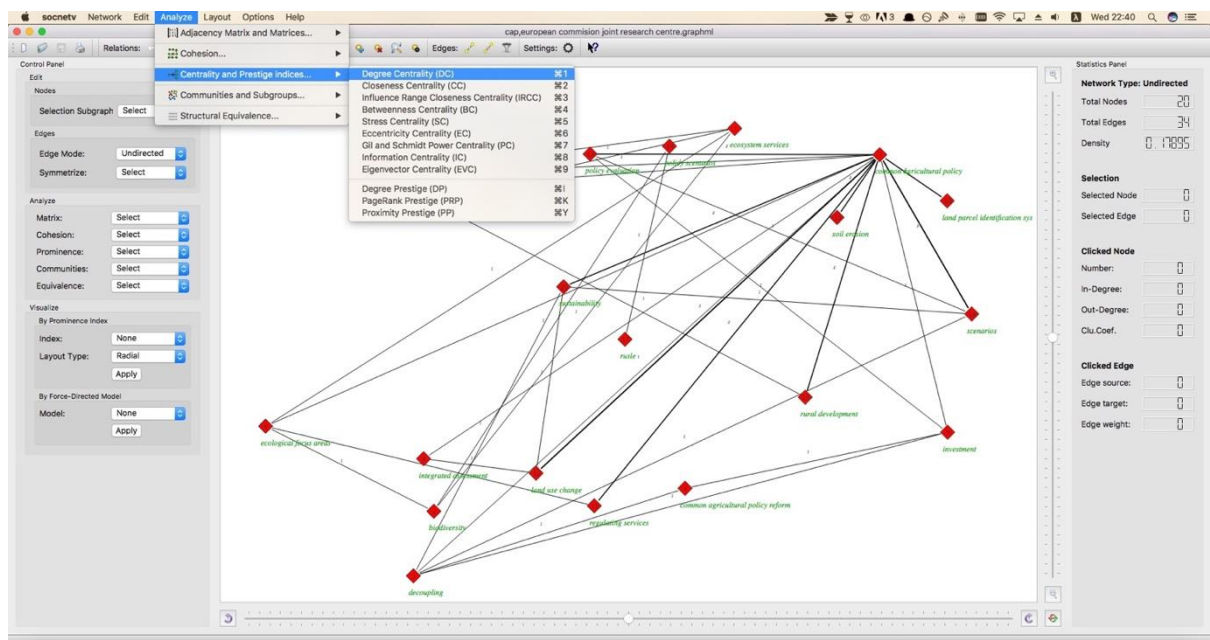 socnetv Network Edit Analyze Layout Options Help
3 Wed 22:40
cap,european commision joint research centre.graphml
Relations:
Edges:
Settings:
Adjacency Matrix and Matrices...
Cohesion...
Centrality and Prestige indices...
Communities and Subgroups...
Structural Equivalence...
Degree Centrality (DC) ⌘1
Closeness Centrality (CC) ⌘2
Influence Range Closeness Centrality (IRCC) ⌘3
Betweenness Centrality (BC) ⌘4
Stress Centrality (SC) ⌘5
Eccentricity Centrality (EC) ⌘6
Gil and Schmidt Power Centrality (PC) ⌘7
Information Centrality (IC) ⌘8
Eigenvector Centrality (EVC) ⌘9
Degree Prestige (DP) ⌘I
PageRank Prestige (PRP) ⌘K
Proximity Prestige (PP) ⌘Y
Control Panel
Edit
Nodes
Selection Subgraph Select
Edges
Edge Mode: Undirected
Symmetrize: Select
Analyze
Matrix: Select
Cohesion: Select
Prominence: Select
Communities: Select
Equivalence: Select
Visualize
By Prominence Index
Index: None
Layout Type: Radial
Apply
By Force-Directed Model
Model: None
Apply
ecosystem services
policy evaluation
common agricultural policy
land parcel identification sys
soil erosion
sustainability
scenarios
rusle
rural development
ecological focus areas
investment
integrated assessment
land use change
common agricultural policy reform
biodiversity
regulating services
decoupling
Statistics Panel
Network Type: Undirected
Total Nodes 20
Total Edges 34
Density 0.17895
Selection
Selected Node 0
Selected Edge 0
Clicked Node
Number: 0
In-Degree: 0
Out-Degree: 0
Clu.Coef. 0
Clicked Edge
Edge source: 0
Edge target: 0
Edge weight: 0